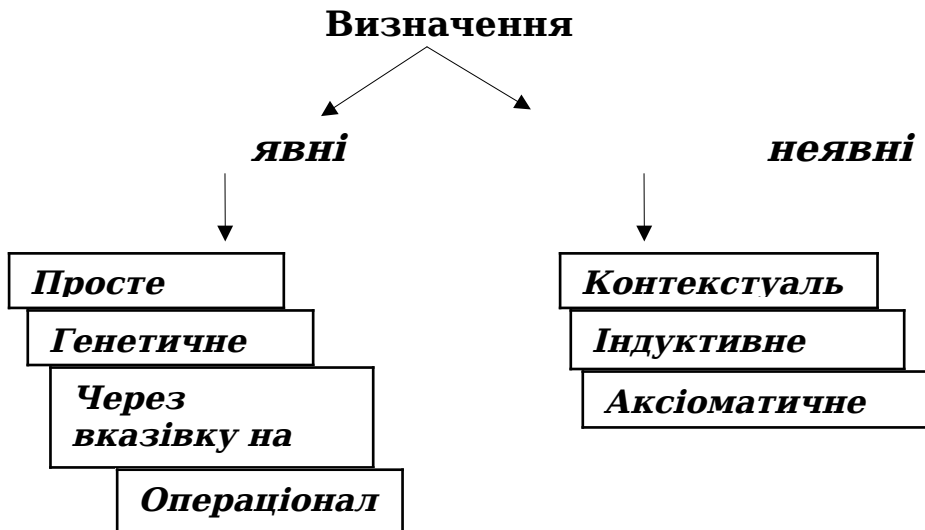 Визначення
явні
неявні
Просте
Генетичне
Через
вказівку на
Операціонал
Контекстуаль
Індуктивне
Аксіоматичне